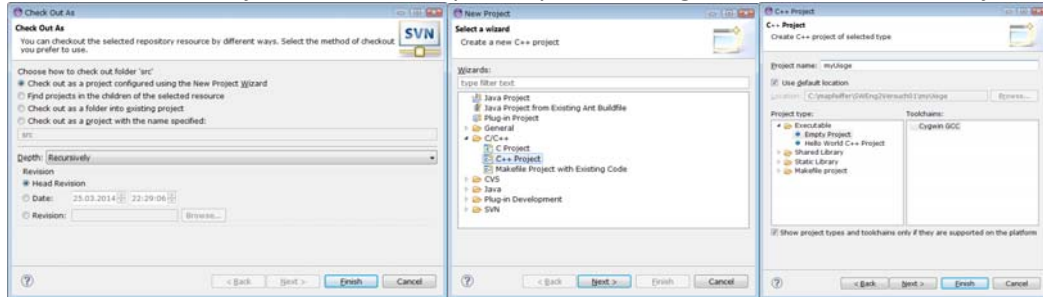 Check Out As
Check Out As
You can checkout the selected repository resource by different ways. Select the method of checkout
you prefer to use.
SVN
Choose how to check out folder 'src'
Check out as a project configured using the New Project Wizard
Find projects in the children of the selected resource
Check out as a folder into existing project
Check out as a project with the name specified:
src
Depth: Recursively
Revision
Head Revision
Date: 25.03.2014 22:29:06
Revision: Browse...
? < Back Next > Finish Cancel
New Project
Select a wizard
Create a new C++ project
Wizards:
type filter text
Java Project
Java Project from Existing Ant Buildfile
Plug-in Project
General
C/C++
C Project
C++ Project
Makefile Project with Existing Code
CVS
Java
Plug-in Development
SVN
? < Back Next > Finish Cancel
C++ Project
C++ Project
Create C++ project of selected type
Project name:
Use default location
Location: Browse...
Project type: Toolchains:
Executable Cygwin GCC
Empty Project
Hello World C++ Project
Shared Library
Static Library
Makefile project
Show project types and toolchains only if they are supported on the platform
? < Back Next > Finish Cancel